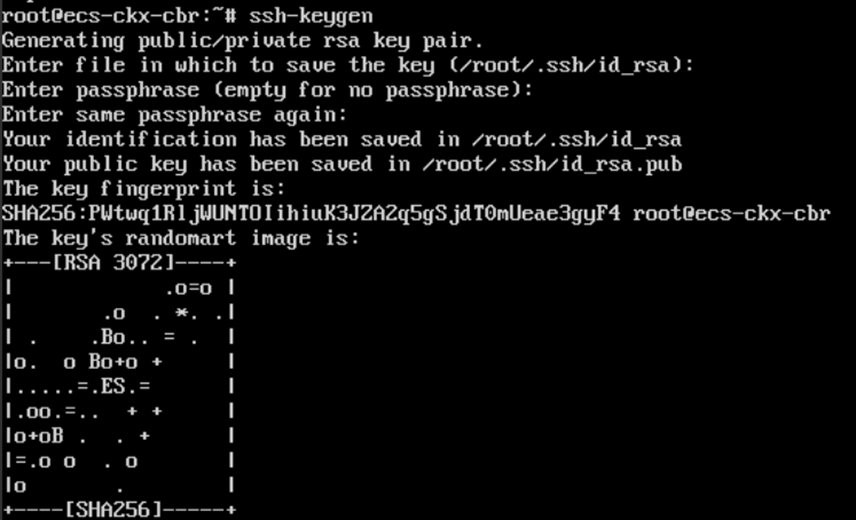 root@ecs-ckx-cbr:~# ssh-keygen
Generating public/private rsa key pair.
Enter file in which to save the key (/root/.ssh/id_rsa):
Enter passphrase (empty for no passphrase):
Enter same passphrase again:
Your identification has been saved in /root/.ssh/id_rsa
Your public key has been saved in /root/.ssh/id_rsa.pub
The key fingerprint is:
SHA256:PWtwq1RljWUNTOIihiuK3JZA2q5gSjdT0mUeae3gyF4 root@ecs-ckx-cbr
The key's randomart image is:
+---[RSA 3072]----+
|             .o=o |
|        .o  . *. .|
| .     .Bo.. = .  |
|o.  o Bo+o +      |
|.....=.ES.=       |
|.oo.=..  + +      |
|o+oB .  . +       |
|=.o o  . o        |
|o       .         |
+----[SHA256]-----+